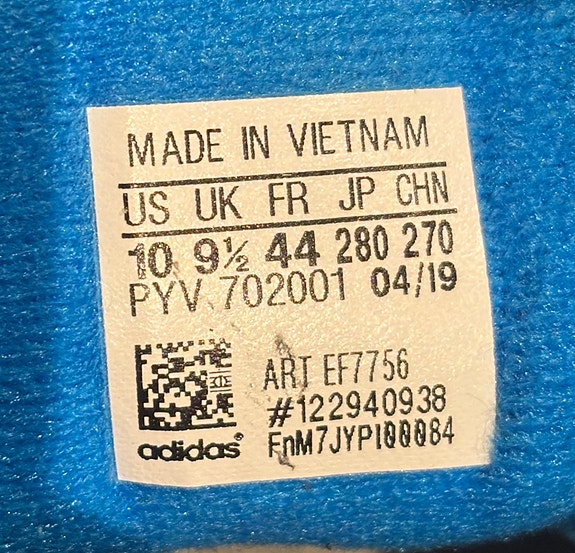 MADE IN VIETNAM
US UK FR JP CHN
10 9½ 44 280 270
PYV 702001 04/19
ART EF7756
#122940938
FnM7JYPI00084
adidas®